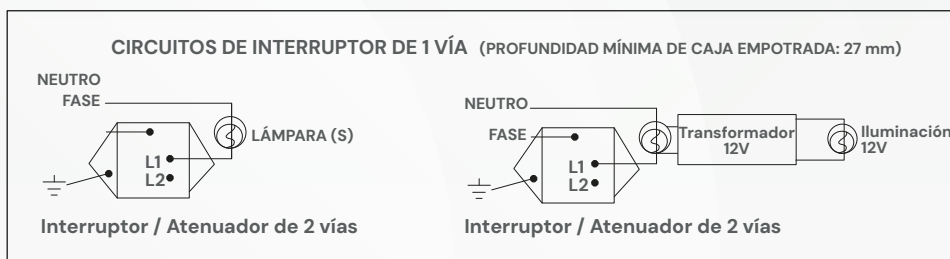 CIRCUITOS DE INTERRUPTOR DE 1 VÍA (PROFUNDIDAD MÍNIMA DE CAJA EMPOTRADA: 27 mm)
NEUTRO
FASE
LÁMPARA (S)
L1
L2
Interruptor / Atenuador de 2 vías
NEUTRO
FASE
L1
L2
Transformador
12V
Iluminación
12V
Interruptor / Atenuador de 2 vías